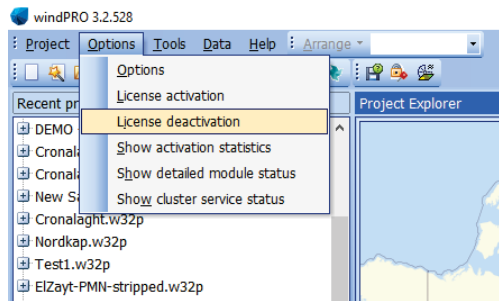 windPRO 3.2.528
Project Options Tools Data Help Arrange
Options
License activation
License deactivation
Show activation statistics
Show detailed module status
Show cluster service status
Recent pr
Project Explorer
DEMO
Cronala
Cronala
New Sa
Cronalaght.w32p
Nordkap.w32p
Test1.w32p
ElZayt-PMN-stripped.w32p